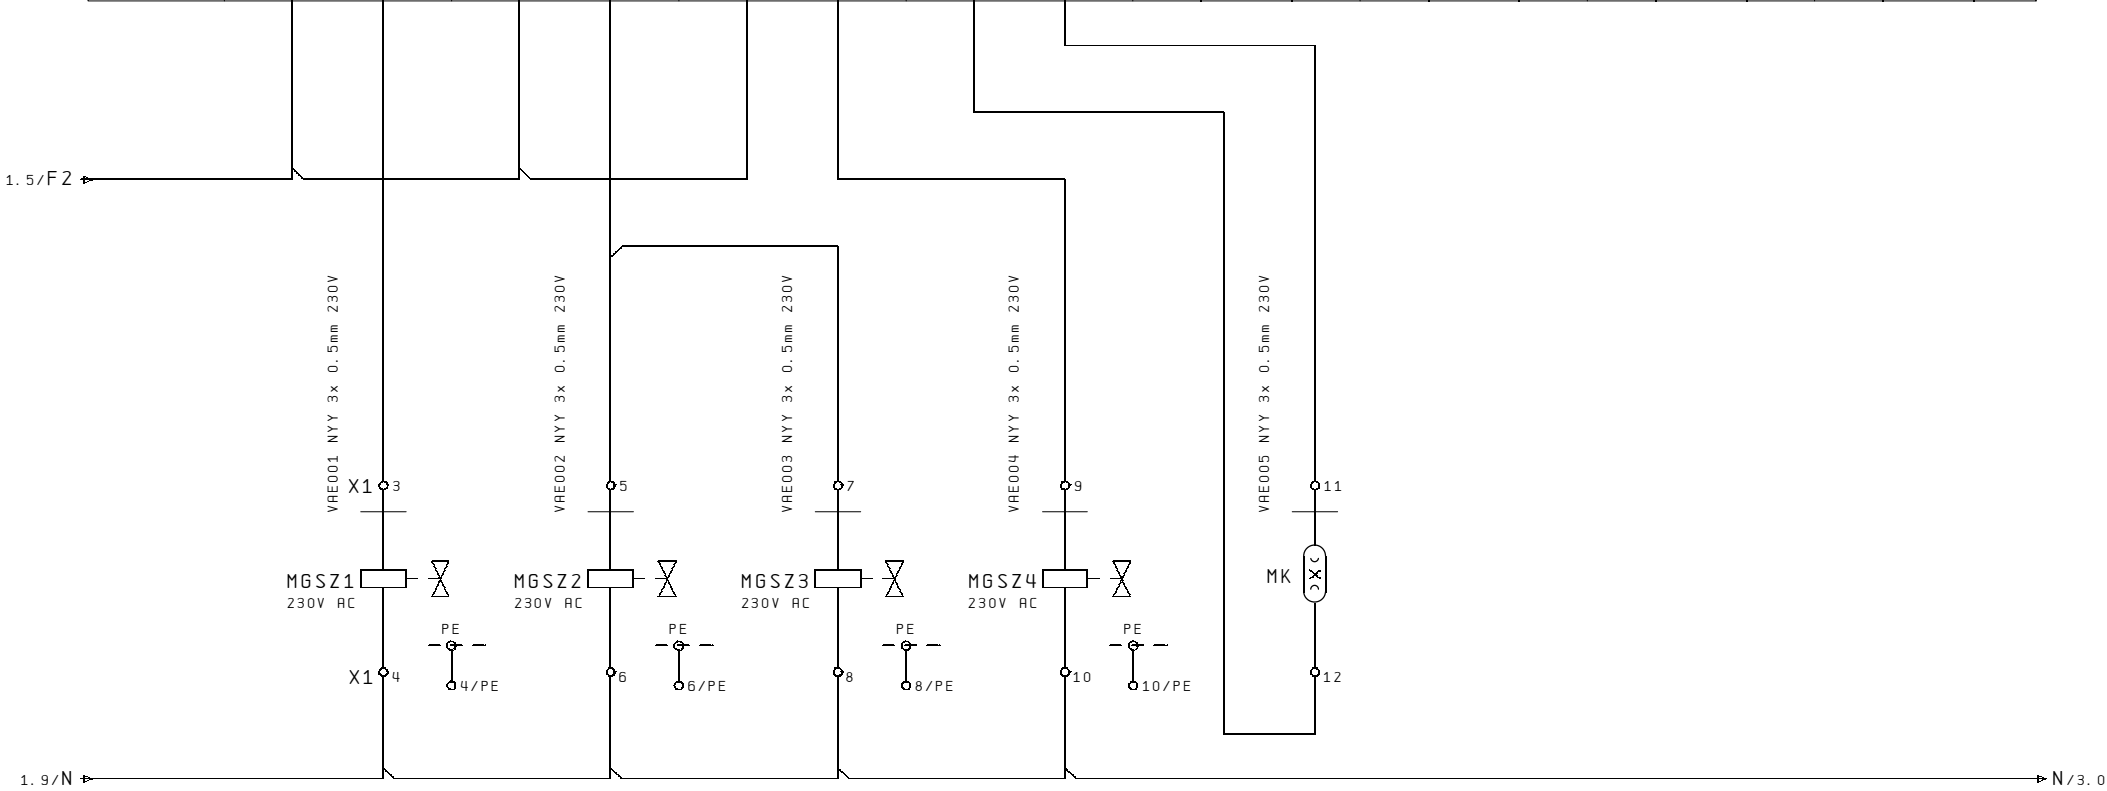 1.5/F2
VAE001 NYY 3x 0.5mm 230V
VAE002 NYY 3x 0.5mm 230V
VAE003 NYY 3x 0.5mm 230V
VAE004 NYY 3x 0.5mm 230V
VAE005 NYY 3x 0.5mm 230V
X1 3
5
7
9
11
MGSZ1
230V AC
MGSZ2
230V AC
MGSZ3
230V AC
MGSZ4
230V AC
MK
PE
PE
PE
PE
X1 4
4/PE
6
6/PE
8
8/PE
10
10/PE
12
1.9/N
N/3.0